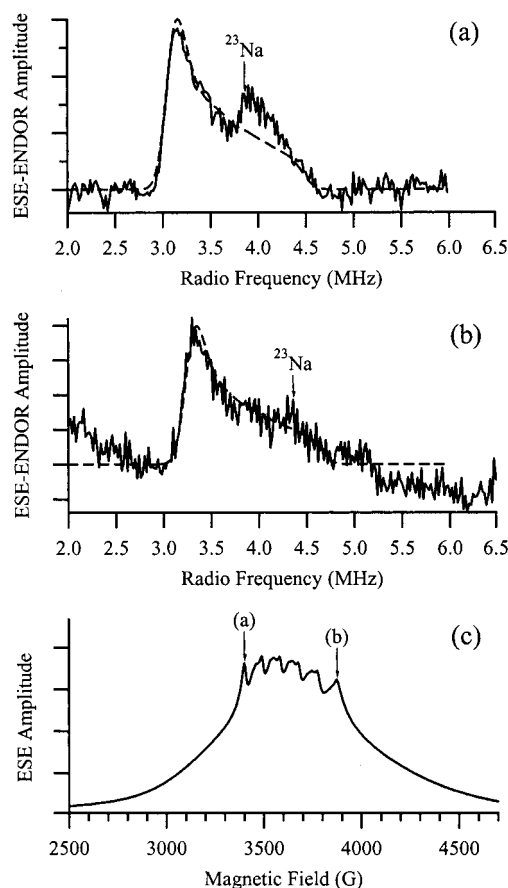 (a)
ESE-ENDOR Amplitude
23Na
2.0 2.5 3.0 3.5 4.0 4.5 5.0 5.5 6.0 6.5
Radio Frequency (MHz)
(b)
ESE-ENDOR Amplitude
23Na
2.0 2.5 3.0 3.5 4.0 4.5 5.0 5.5 6.0 6.5
Radio Frequency (MHz)
(c)
ESE Amplitude
(a) (b)
2500 3000 3500 4000 4500
Magnetic Field (G)